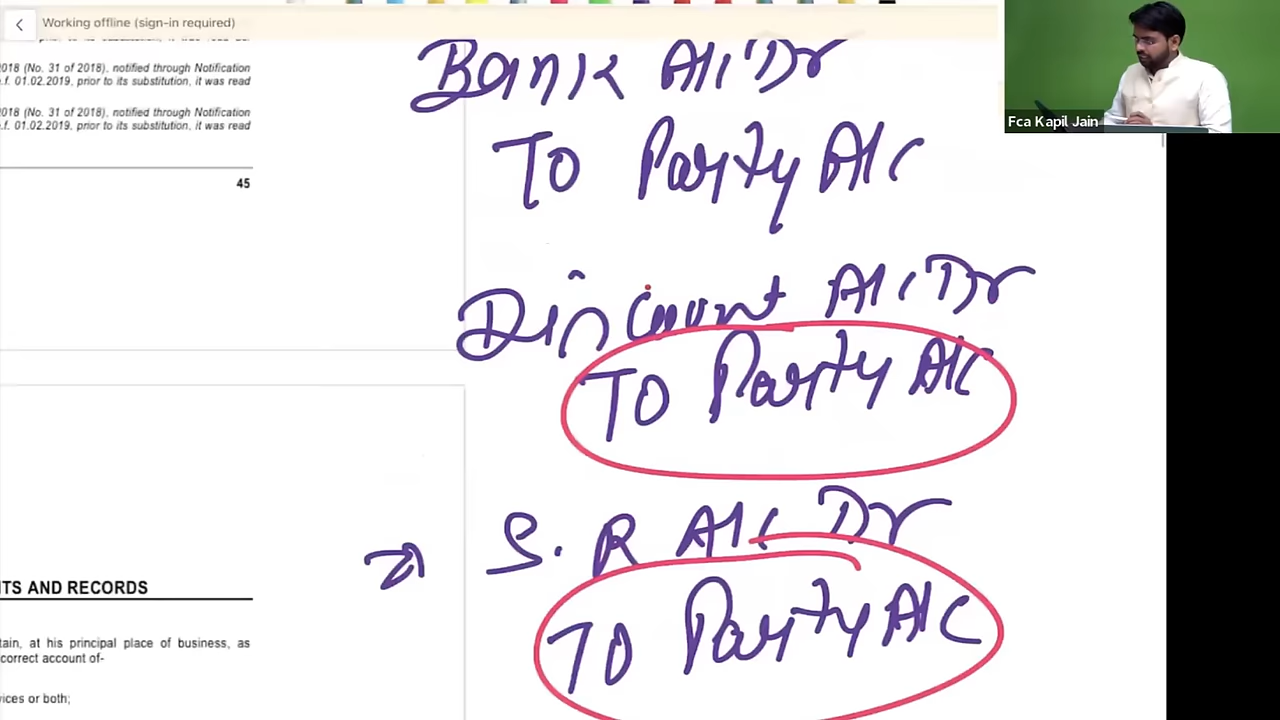 Working offline (sign-in required)
2018 (No. 31 of 2018), notified through Notification
e.f. 01.02.2019, prior to its substitution, it was read
2018 (No. 31 of 2018), notified through Notification
e.f. 01.02.2019, prior to its substitution, it was read
45
Bank A/c Dr
To Party A/c
Discount A/c Dr
To Party A/c
S.R A/c Dr
To Party A/c
TS AND RECORDS
tain, at his principal place of business, as
correct account of-
vices or both;
Fca Kapil Jain